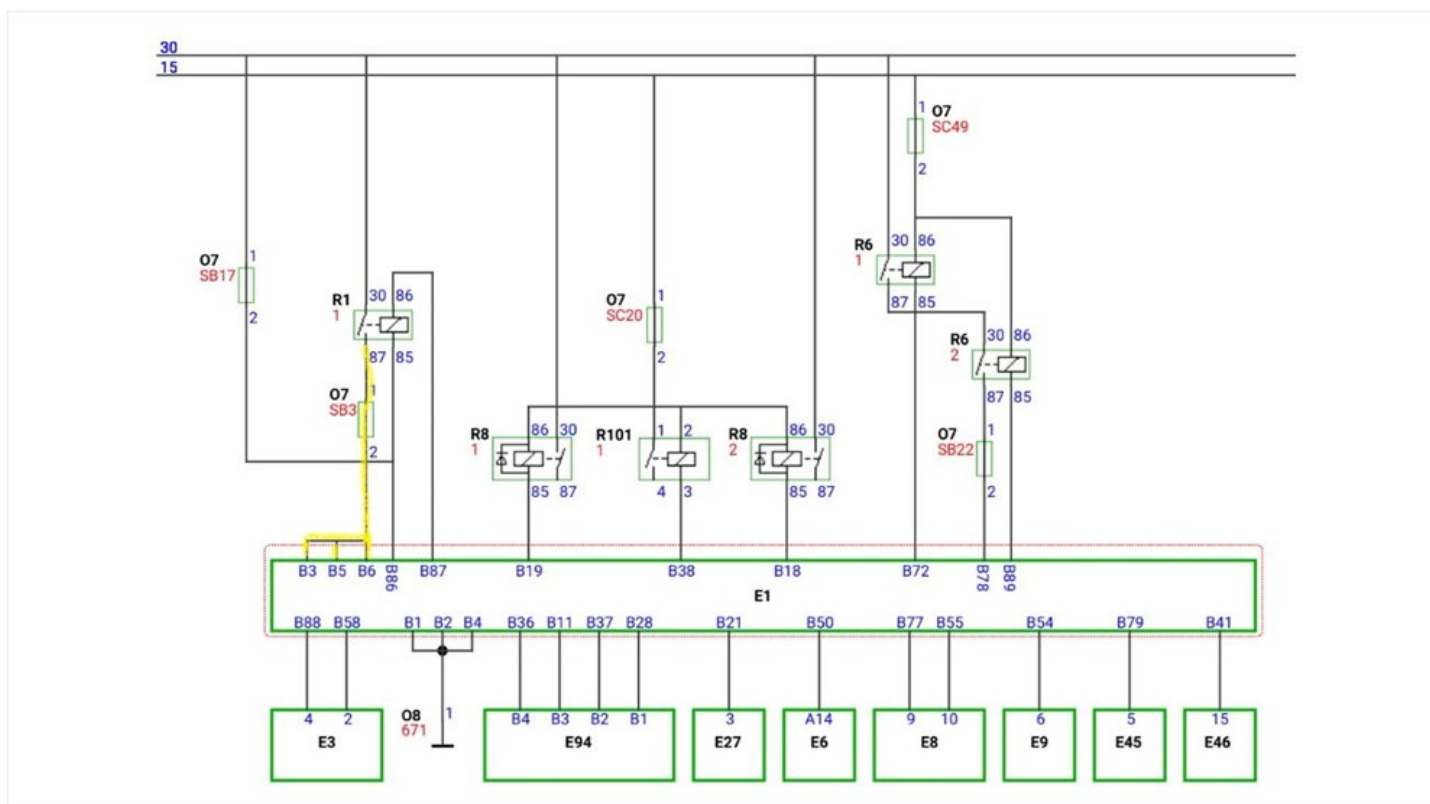 30
15
1
O7
SC49
2
R6 30 86
1
87 85
O7 1
SB17
2
R1 30 86
1
87 85
O7 1
SC20
2
R6 30 86
2
87 85
O7 1
SB3
2
R8 86 30
1
85 87
R101 1 2
1
4 3
R8 86 30
2
85 87
O7 1
SB22
2
B3 B5 B6 B86 B87 B19 B38 B18 B72 B78 B89
E1
B88 B58 B1 B2 B4 B36 B11 B37 B28 B21 B50 B77 B55 B54 B79 B41
O8 1
671
4 2 B4 B3 B2 B1 3 A14 9 10 6 5 15
E3 E94 E27 E6 E8 E9 E45 E46